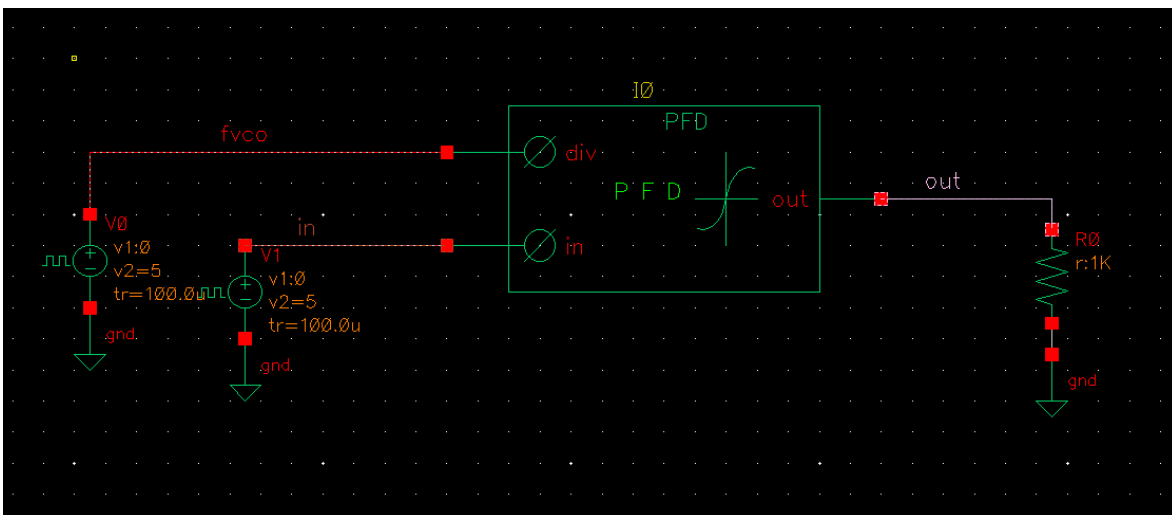 I0
PFD
fvco
div
PFD
out
out
in
in
V0
v1:0
v2=5
tr=100.0u
gnd
V1
v1:0
v2=5
tr=100.0u
gnd
R0
r:1K
gnd